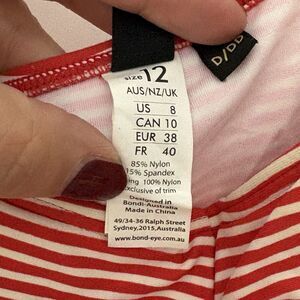 size 12
D/DD
AUS/NZ/UK
US 8
CAN 10
EUR 38
FR 40
85% Nylon
15% Spandex
100% Nylon
exclusive of trim
Designed in
Bondi-Australia
Made in China
49/34-36 Ralph Street
Sydney,2015,Australia
www.bond-eye.com